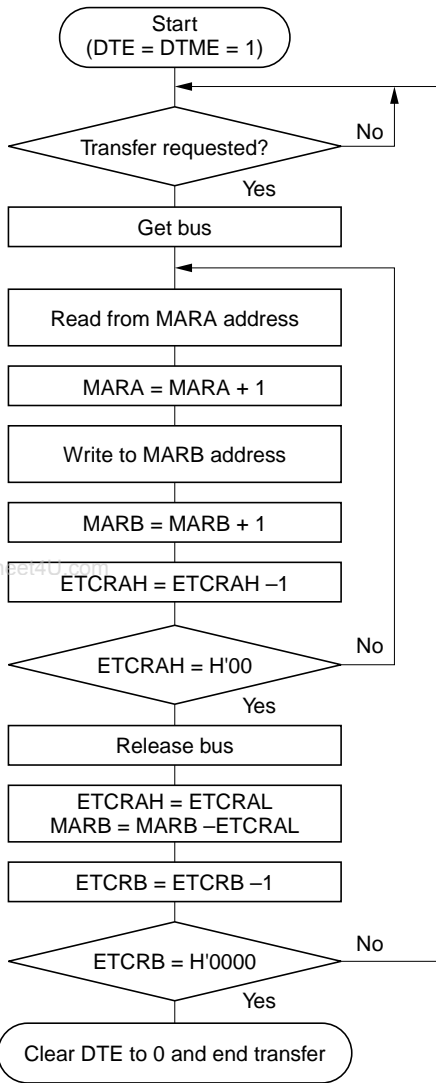 Start
(DTE = DTME = 1)
Transfer requested?
No
Yes
Get bus
Read from MARA address
MARA = MARA + 1
Write to MARB address
MARB = MARB + 1
eet4U.com
ETCRAH = ETCRAH –1
ETCRAH = H'00
No
Yes
Release bus
ETCRAH = ETCRAL
MARB = MARB –ETCRAL
ETCRB = ETCRB –1
ETCRB = H'0000
No
Yes
Clear DTE to 0 and end transfer